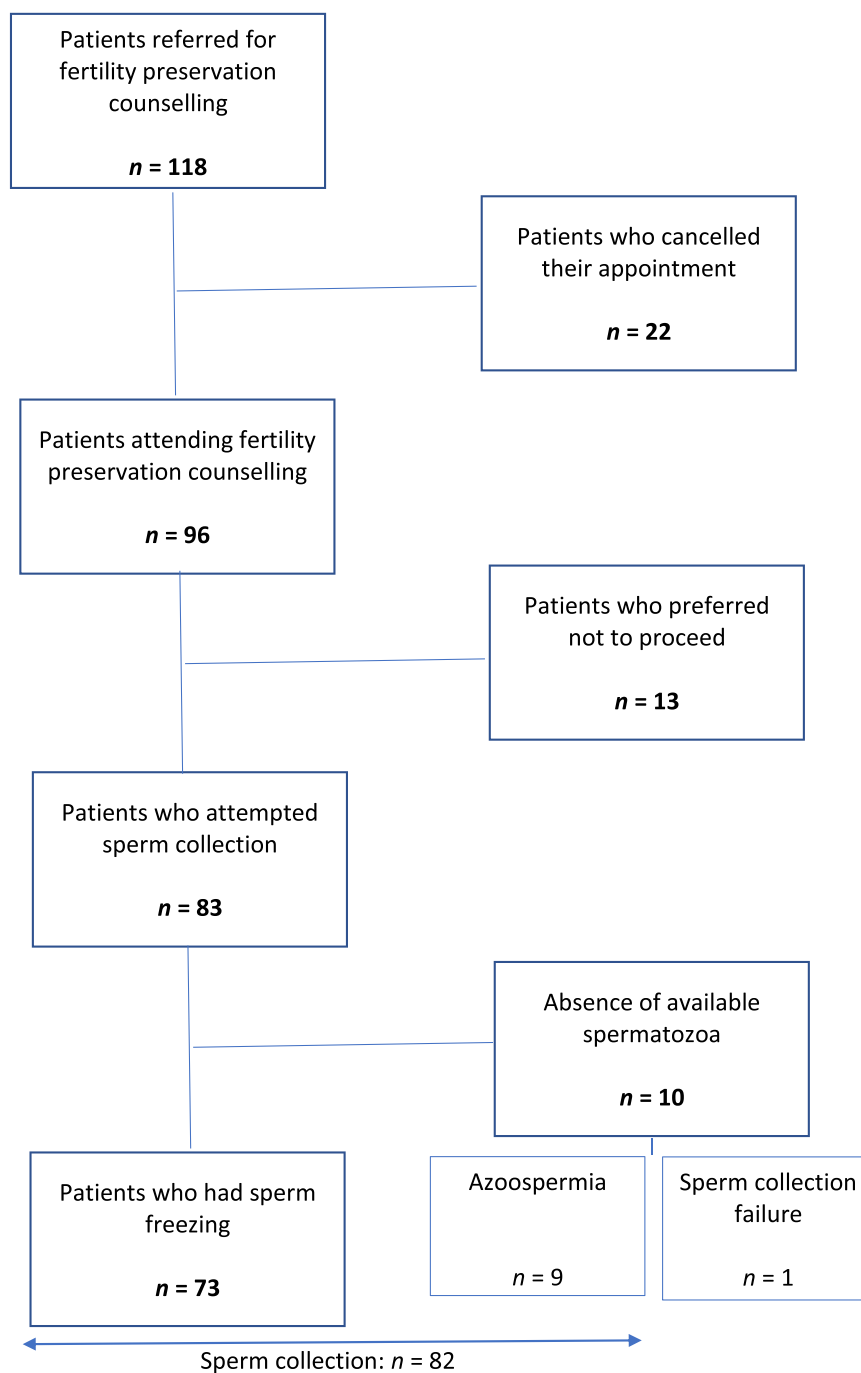 Patients referred for
fertility preservation
counselling
n = 118
Patients who cancelled
their appointment
n = 22
Patients attending fertility
preservation counselling
n = 96
Patients who preferred
not to proceed
n = 13
Patients who attempted
sperm collection
n = 83
Absence of available
spermatozoa
n = 10
Patients who had sperm
freezing
n = 73
Azoospermia
n = 9
Sperm collection
failure
n = 1
Sperm collection: n = 82